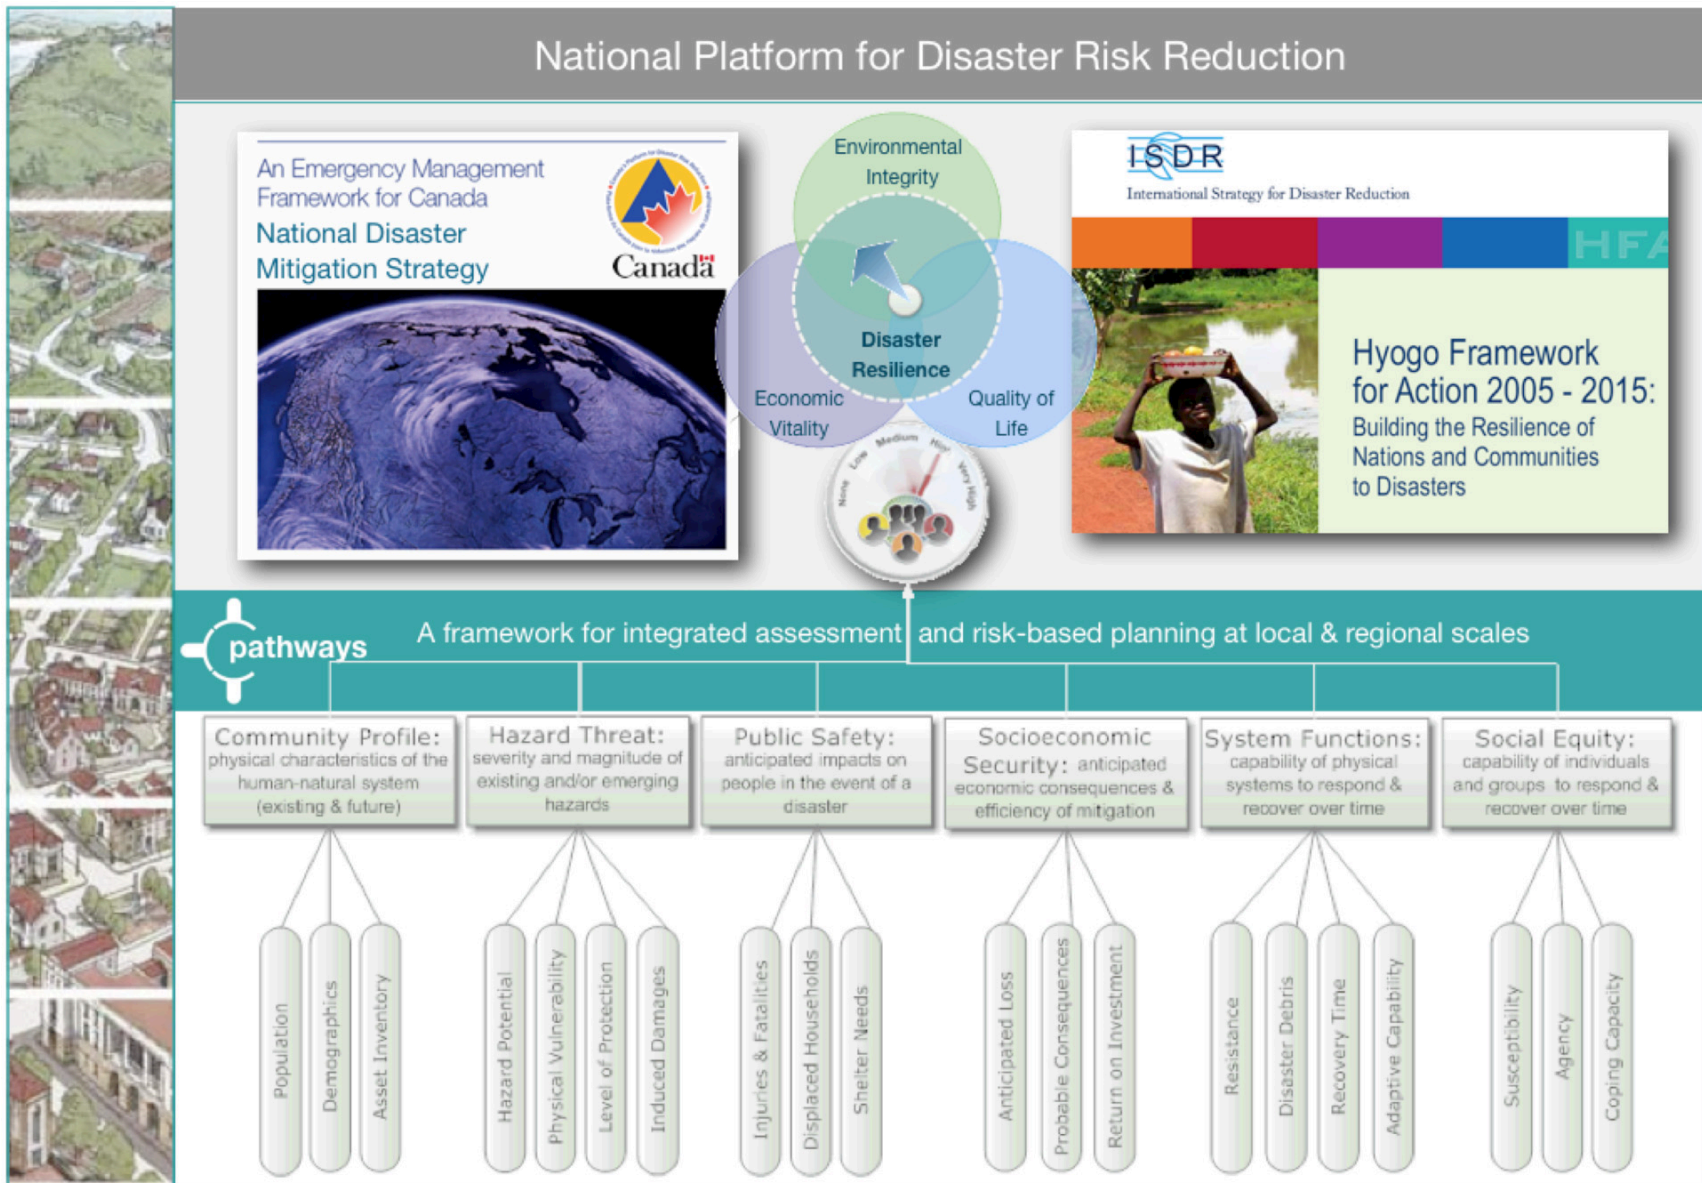 National Platform for Disaster Risk Reduction
An Emergency Management
Framework for Canada
National Disaster
Mitigation Strategy
Canada
Environmental
Integrity
Disaster
Resilience
Economic
Vitality
Quality of
Life
None
Low
Medium
High
Very High
ISDR
International Strategy for Disaster Reduction
HFA
Hyogo Framework
for Action 2005 - 2015:
Building the Resilience of
Nations and Communities
to Disasters
pathways
A framework for integrated assessment and risk-based planning at local & regional scales
Community Profile:
physical characteristics of the
human-natural system
(existing & future)
Hazard Threat:
severity and magnitude of
existing and/or emerging
hazards
Public Safety:
anticipated impacts on
people in the event of a
disaster
Socioeconomic
Security: anticipated
economic consequences &
efficiency of mitigation
System Functions:
capability of physical
systems to respond &
recover over time
Social Equity:
capability of individuals
and groups to respond &
recover over time
Population
Demographics
Asset Inventory
Hazard Potential
Physical Vulnerability
Level of Protection
Induced Damages
Injuries & Fatalities
Displaced Households
Shelter Needs
Anticipated Loss
Probable Consequences
Return on Investment
Resistance
Disaster Debris
Recovery Time
Adaptive Capability
Susceptibility
Agency
Coping Capacity